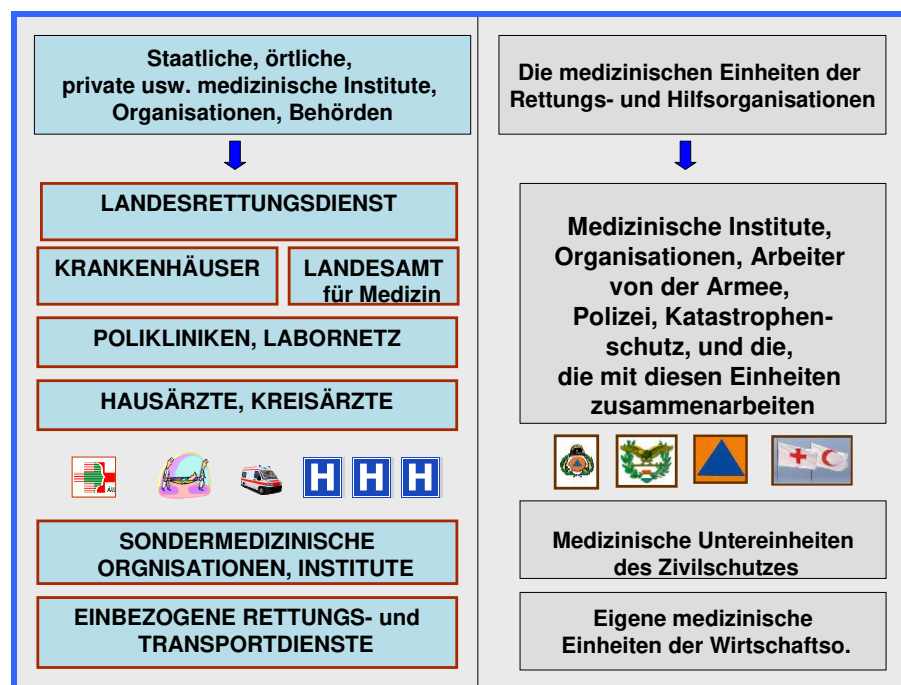 Staatliche, örtliche,
private usw. medizinische Institute,
Organisationen, Behörden
LANDESRETTUNGSDIENST
KRANKENHÄUSER
LANDESAMT
für Medizin
POLIKLINIKEN, LABORNETZ
HAUSÄRZTE, KREISÄRZTE
H H H
SONDERMEDIZINISCHE
ORGNISATIONEN, INSTITUTE
EINBEZOGENE RETTUNGS- und
TRANSPORTDIENSTE
Die medizinischen Einheiten der
Rettungs- und Hilfsorganisationen
Medizinische Institute,
Organisationen, Arbeiter
von der Armee,
Polizei, Katastrophen-
schutz, und die,
die mit diesen Einheiten
zusammenarbeiten
Medizinische Untereinheiten
des Zivilschutzes
Eigene medizinische
Einheiten der Wirtschaftso.